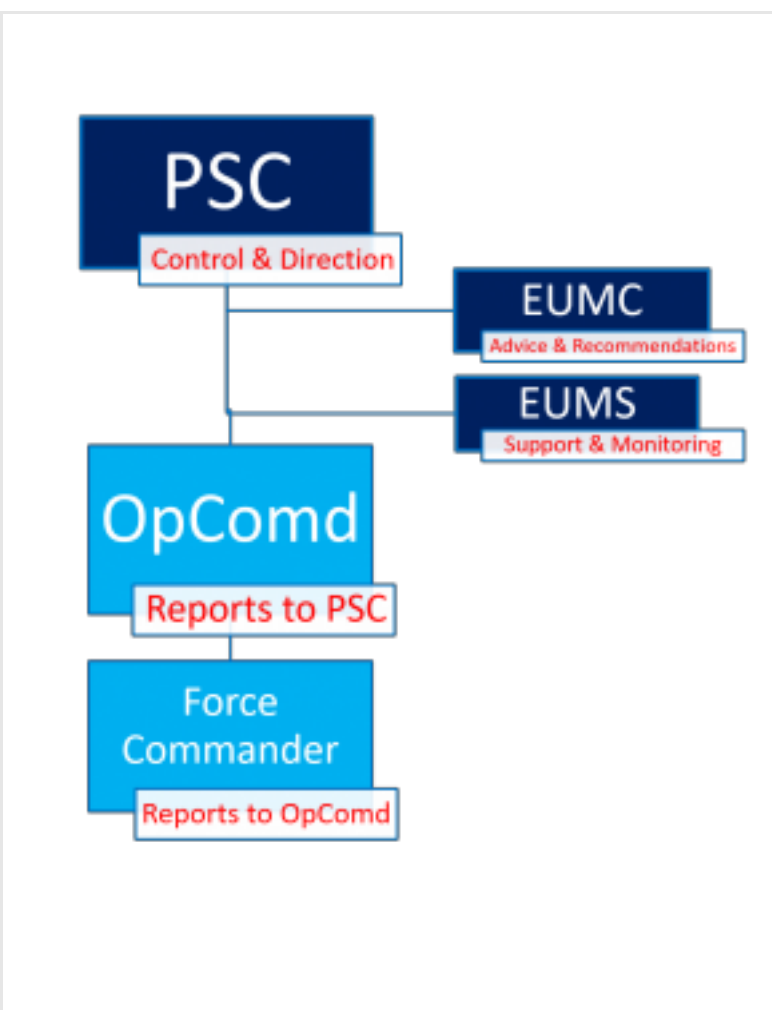 PSC
Control & Direction
EUMC
Advice & Recommendations
EUMS
Support & Monitoring
OpComd
Reports to PSC
Force
Commander
Reports to OpComd